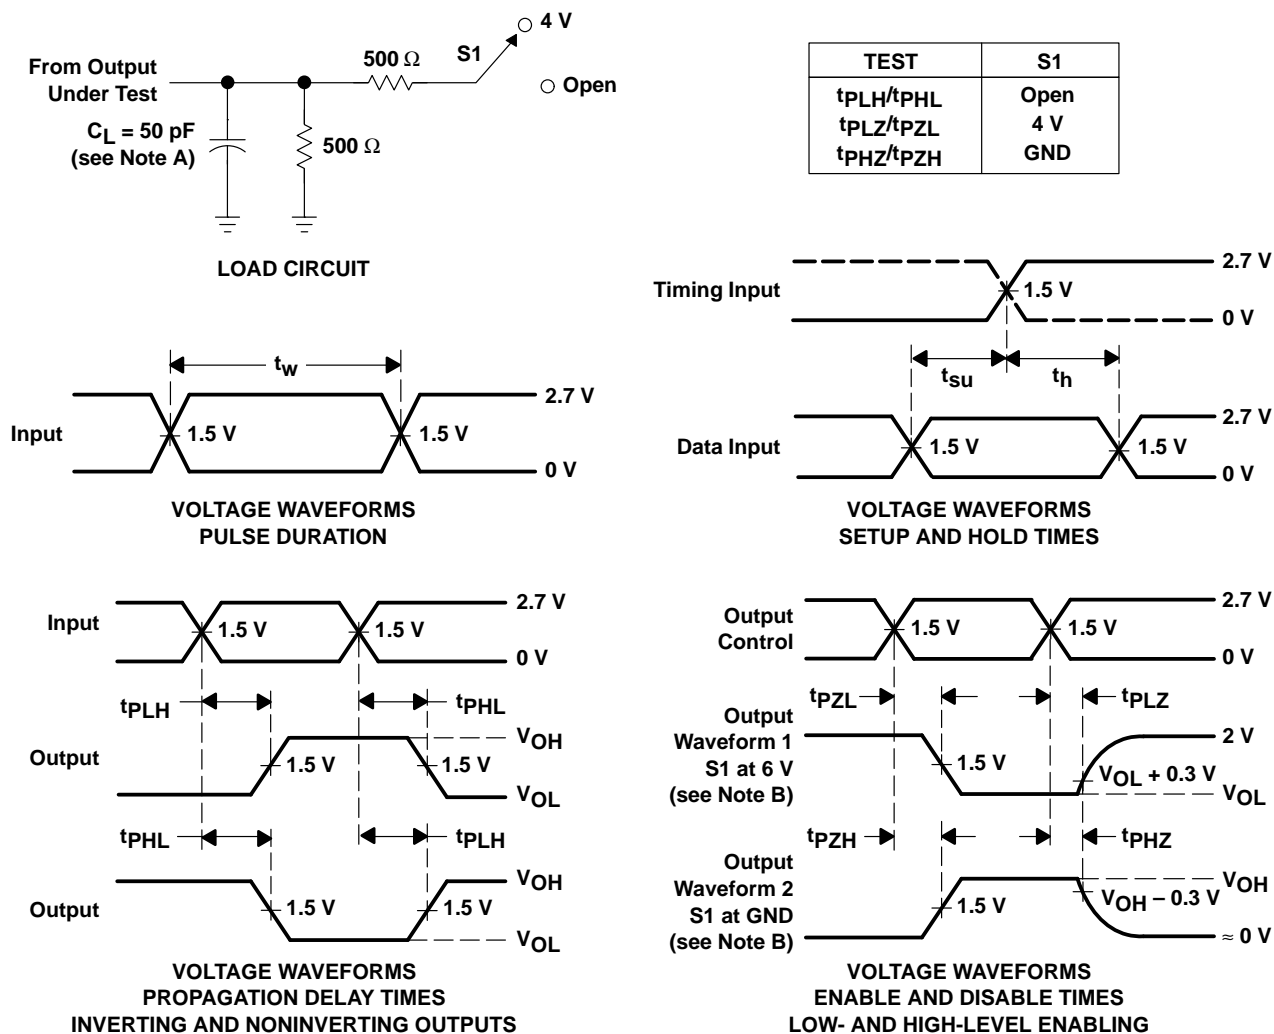 4 V
S1
500 Ω
Open
From Output
Under Test
CL = 50 pF
(see Note A)
500 Ω
LOAD CIRCUIT
TEST S1
tPLH/tPHL Open
tPLZ/tPZL 4 V
tPHZ/tPZH GND
Timing Input
2.7 V
1.5 V
0 V
tsu
th
Data Input
2.7 V
1.5 V
1.5 V
0 V
VOLTAGE WAVEFORMS
SETUP AND HOLD TIMES
tw
Input
2.7 V
1.5 V
1.5 V
0 V
VOLTAGE WAVEFORMS
PULSE DURATION
Input
2.7 V
1.5 V
1.5 V
0 V
tPLH
tPHL
Output
VOH
1.5 V
1.5 V
VOL
tPHL
tPLH
Output
VOH
1.5 V
1.5 V
VOL
VOLTAGE WAVEFORMS
PROPAGATION DELAY TIMES
INVERTING AND NONINVERTING OUTPUTS
Output
Control
2.7 V
1.5 V
1.5 V
0 V
tPZL
tPLZ
Output
Waveform 1
S1 at 6 V
(see Note B)
2 V
1.5 V
VOL + 0.3 V
VOL
tPZH
tPHZ
Output
Waveform 2
S1 at GND
(see Note B)
VOH
1.5 V
VOH − 0.3 V
≈ 0 V
VOLTAGE WAVEFORMS
ENABLE AND DISABLE TIMES
LOW- AND HIGH-LEVEL ENABLING